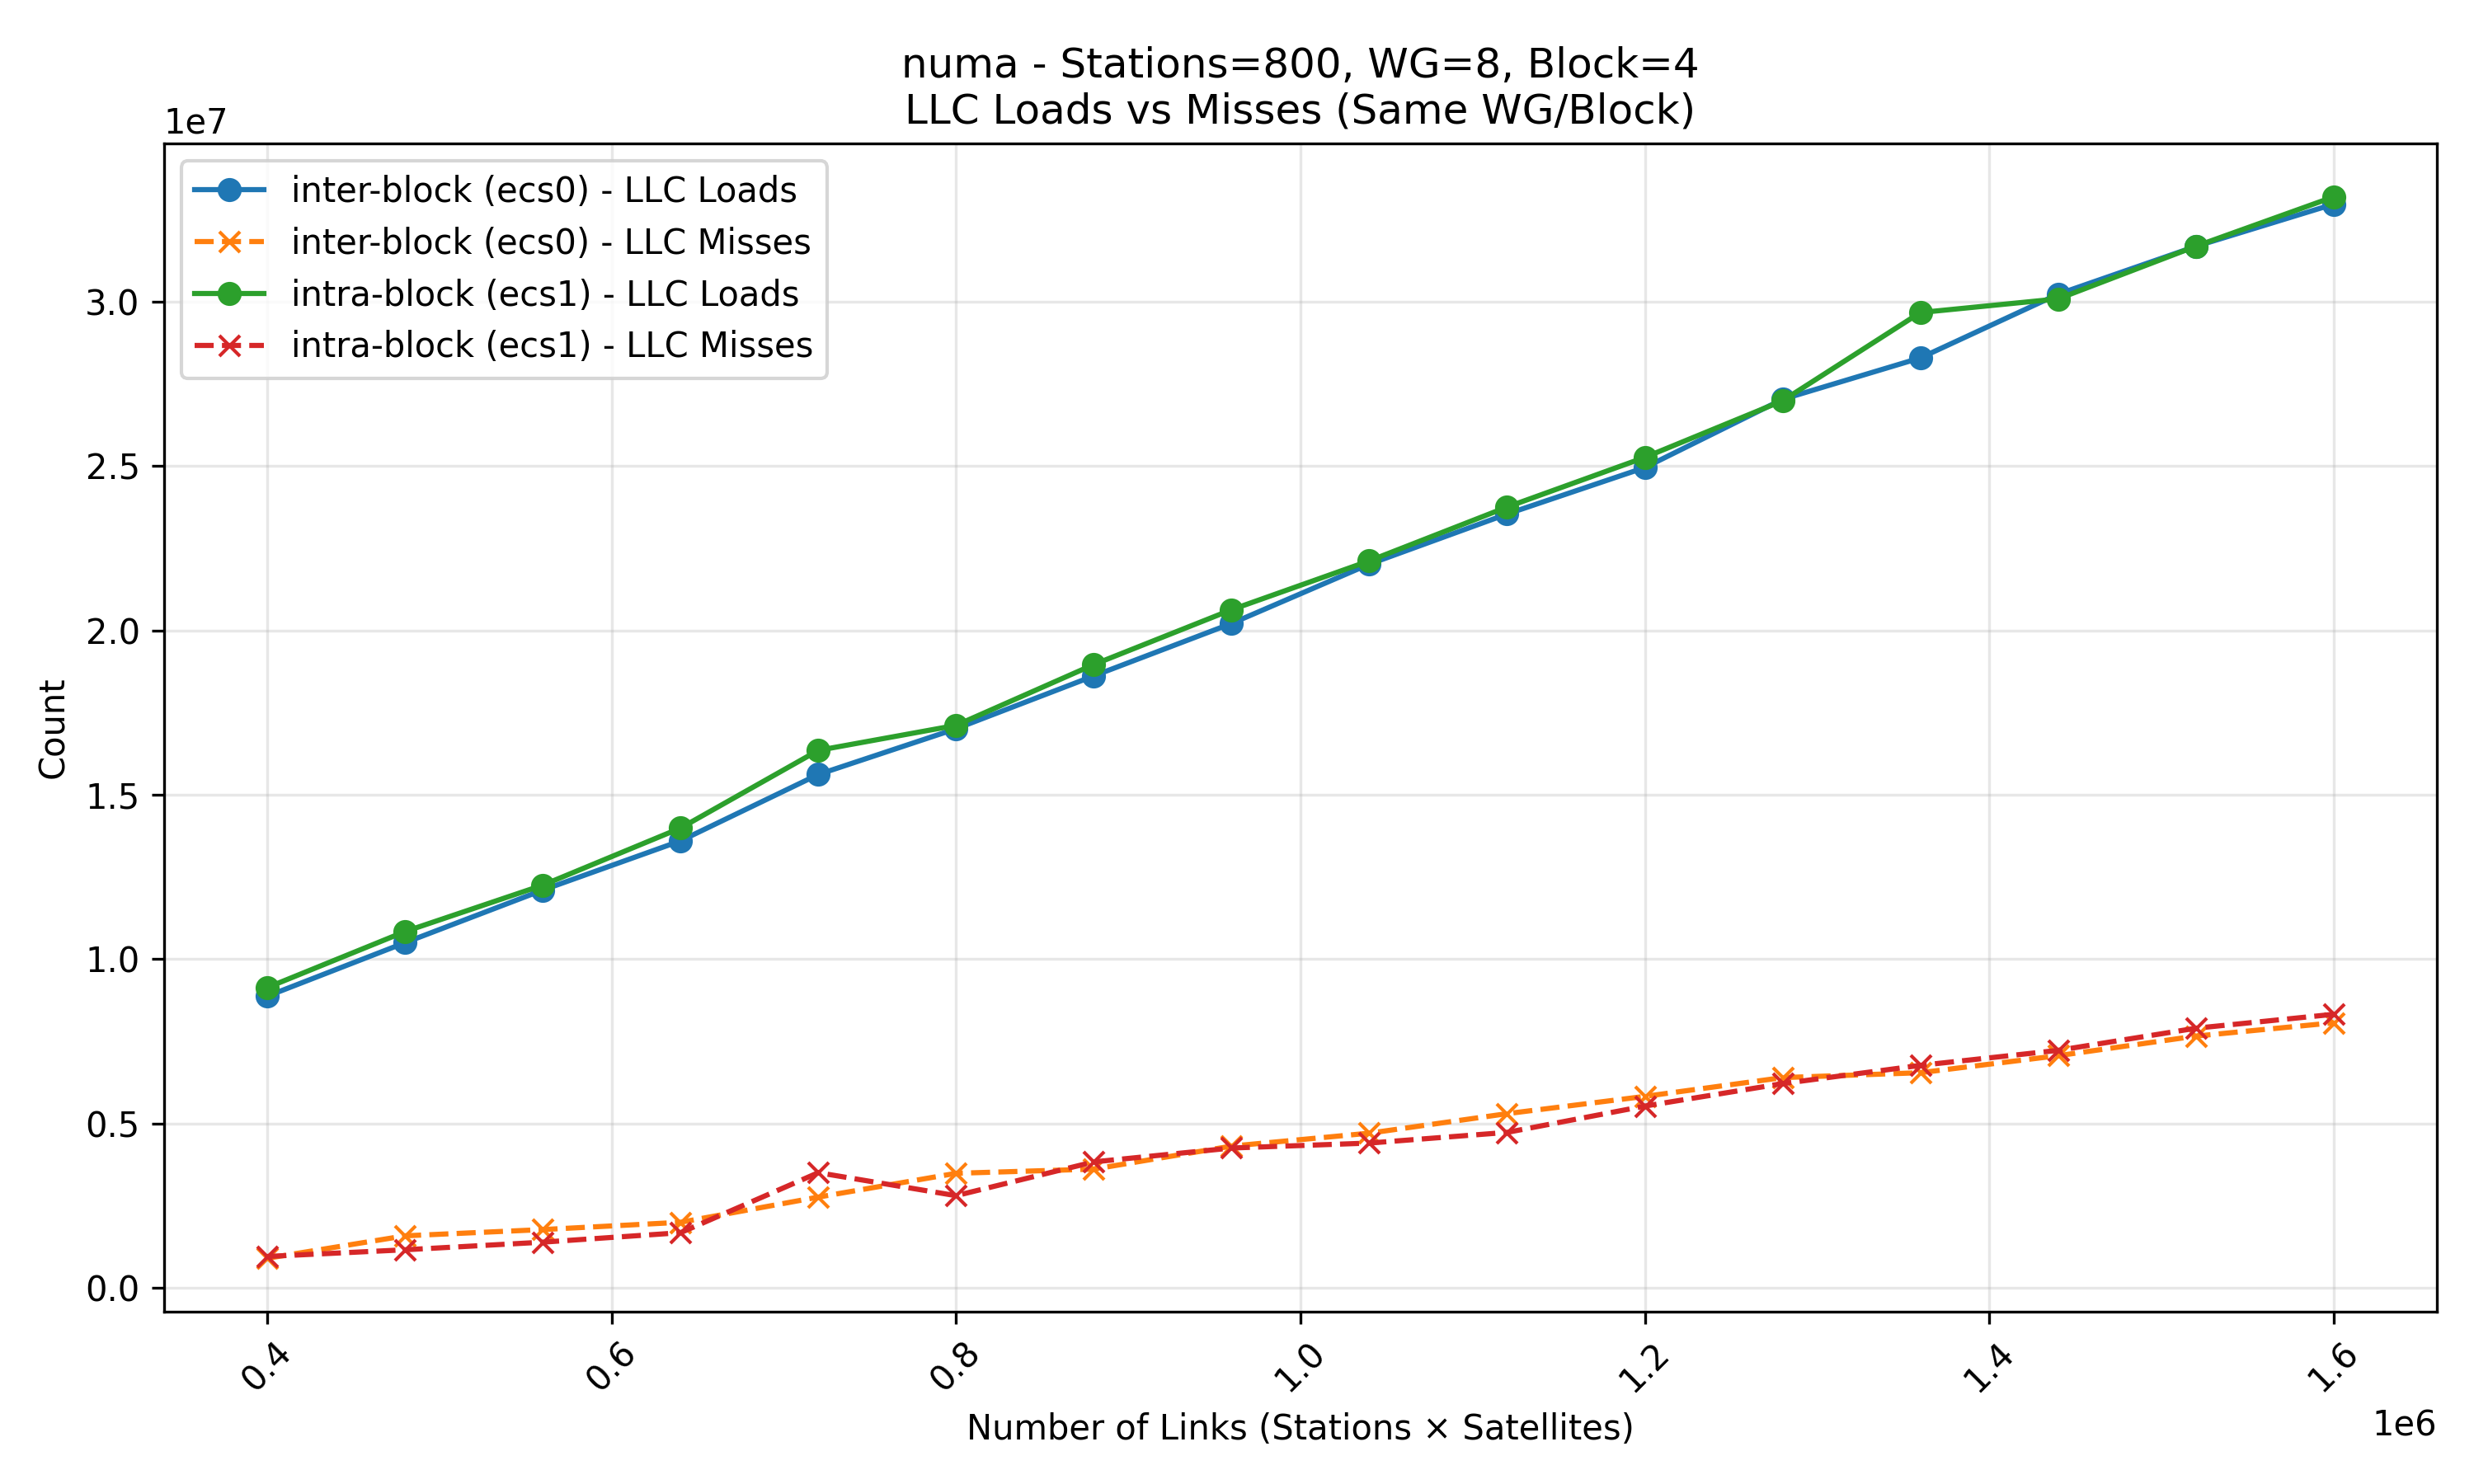 numa - Stations=800, WG=8, Block=4
LLC Loads vs Misses (Same WG/Block)
1e7
inter-block (ecs0) - LLC Loads
inter-block (ecs0) - LLC Misses
intra-block (ecs1) - LLC Loads
intra-block (ecs1) - LLC Misses
3.0
2.5
2.0
1.5
1.0
0.5
0.0
Count
0.4
0.6
0.8
1.0
1.2
1.4
1.6
1e6
Number of Links (Stations × Satellites)